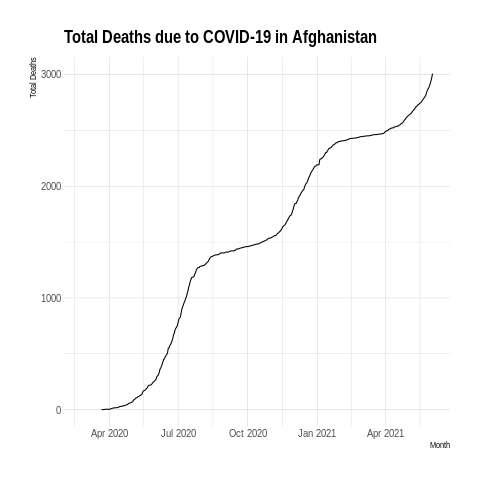 Total Deaths due to COVID-19 in Afghanistan
Total Deaths
3000
2000
1000
0
Apr 2020 Jul 2020 Oct 2020 Jan 2021 Apr 2021
Month